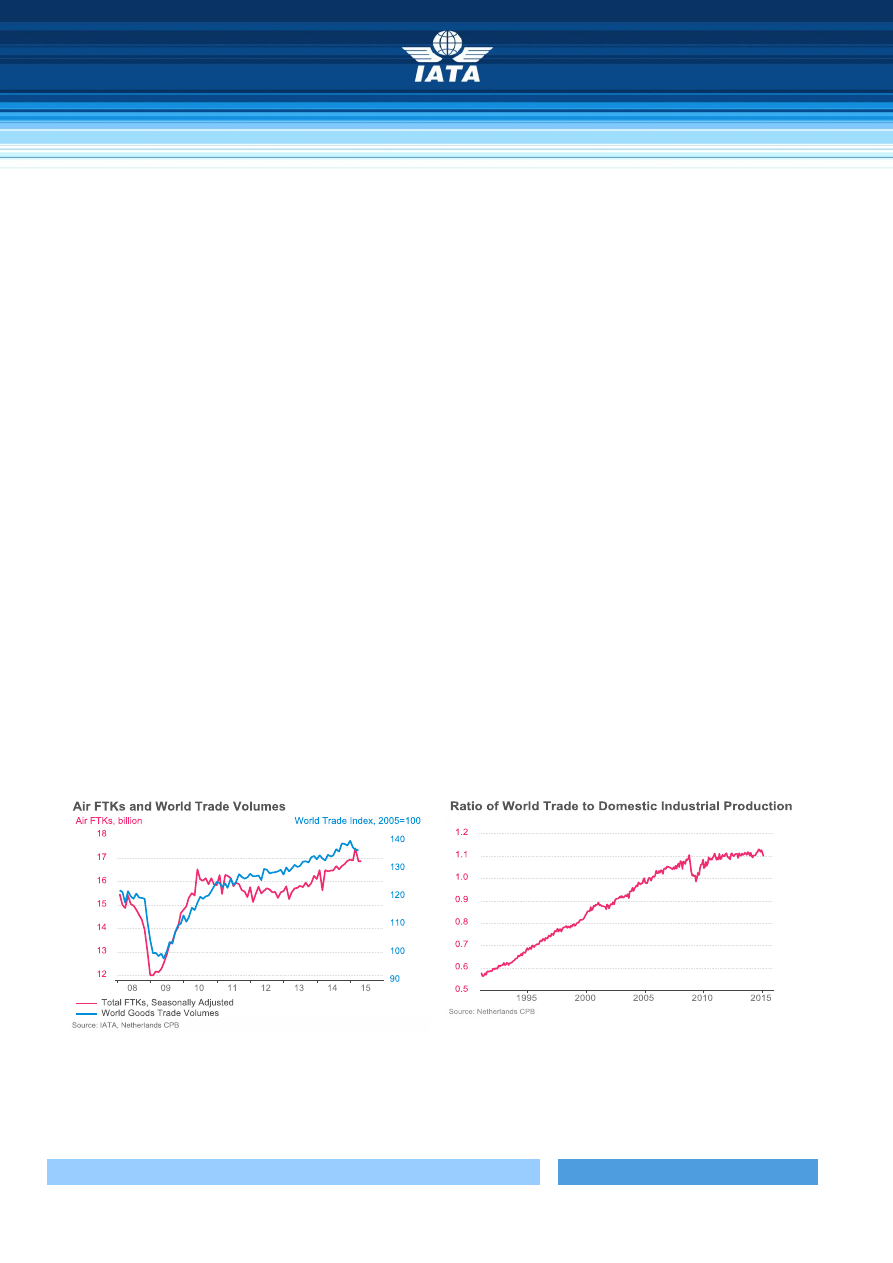 IATA
Air FTKs and World Trade Volumes
Air FTKs, billion
World Trade Index, 2005=100
18
17
16
15
14
13
12
140
130
120
110
100
90
08 09 10 11 12 13 14 15
Total FTKs, Seasonally Adjusted
World Goods Trade Volumes
Source: IATA, Netherlands CPB
Ratio of World Trade to Domestic Industrial Production
1.2
1.1
1.0
0.9
0.8
0.7
0.6
0.5
1995 2000 2005 2010 2015
Source: Netherlands CPB